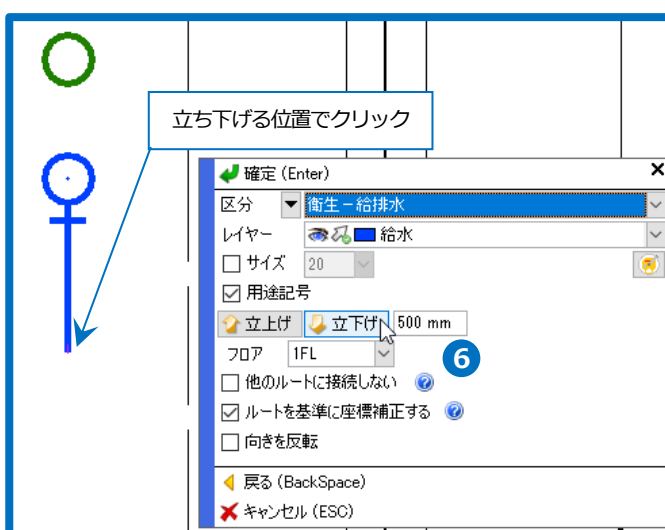 立ち下げる位置でクリック
確定 (Enter)
区分 衛生－給排水
レイヤー 給水
サイズ 20
用途記号
立上げ 立下げ 500 mm
フロア 1FL
6
他のルートに接続しない
ルートを基準に座標補正する
向きを反転
戻る (BackSpace)
キャンセル (ESC)